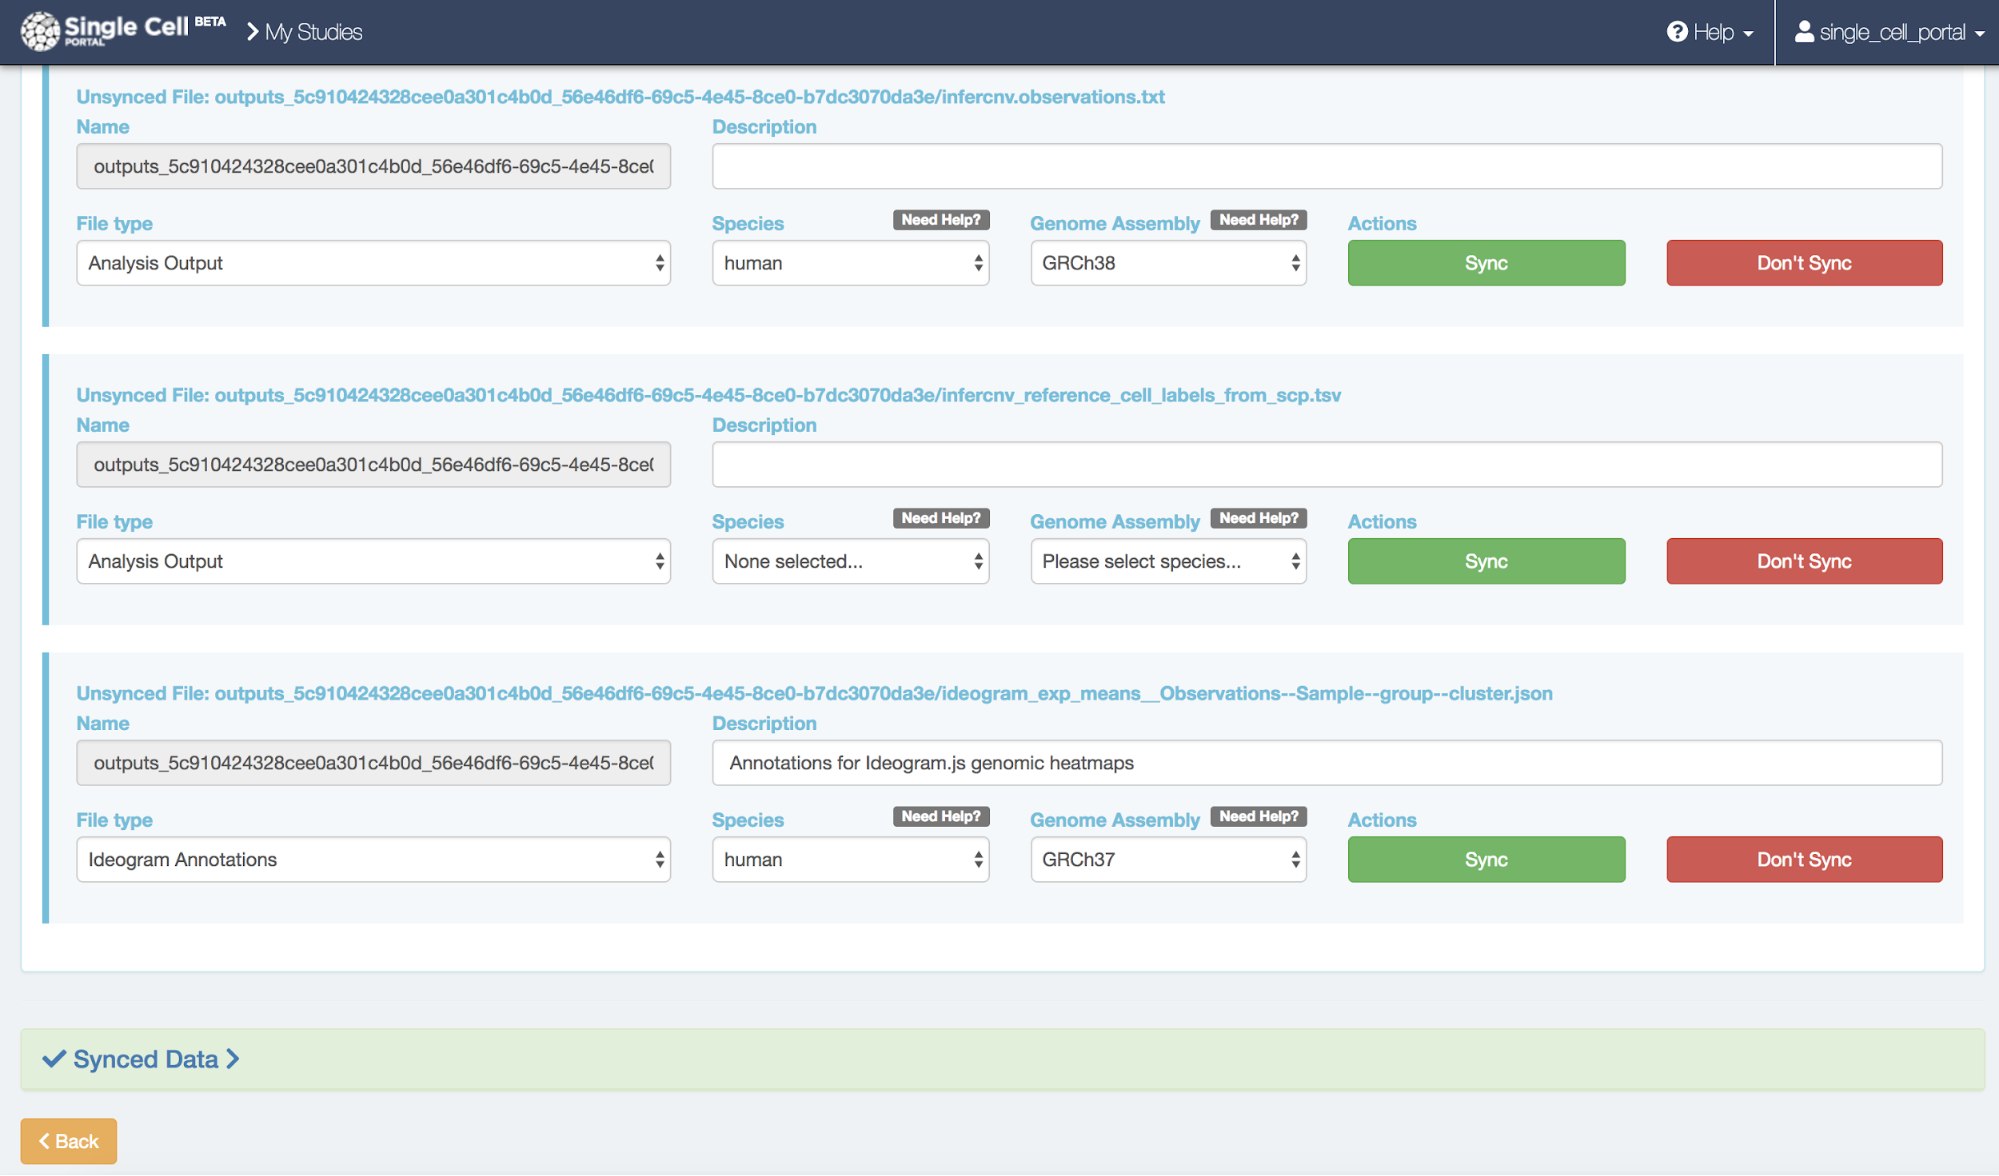 Single Cell BETA
PORTAL
My Studies
Help
single_cell_portal
Unsynced File: outputs_5c910424328cee0a301c4b0d_56e46df6-69c5-4e45-8ce0-b7dc3070da3e/infercnv.observations.txt
Name Description
outputs_5c910424328cee0a301c4b0d_56e46df6-69c5-4e45-8ce(
File type Species Need Help? Genome Assembly Need Help? Actions
Analysis Output human GRCh38 Sync Don't Sync
Unsynced File: outputs_5c910424328cee0a301c4b0d_56e46df6-69c5-4e45-8ce0-b7dc3070da3e/infercnv_reference_cell_labels_from_scp.tsv
Name Description
outputs_5c910424328cee0a301c4b0d_56e46df6-69c5-4e45-8ce(
File type Species Need Help? Genome Assembly Need Help? Actions
Analysis Output None selected... Please select species... Sync Don't Sync
Unsynced File: outputs_5c910424328cee0a301c4b0d_56e46df6-69c5-4e45-8ce0-b7dc3070da3e/ideogram_exp_means__Observations--Sample--group--cluster.json
Name Description
outputs_5c910424328cee0a301c4b0d_56e46df6-69c5-4e45-8ce( Annotations for Ideogram.js genomic heatmaps
File type Species Need Help? Genome Assembly Need Help? Actions
Ideogram Annotations human GRCh37 Sync Don't Sync
Synced Data
Back